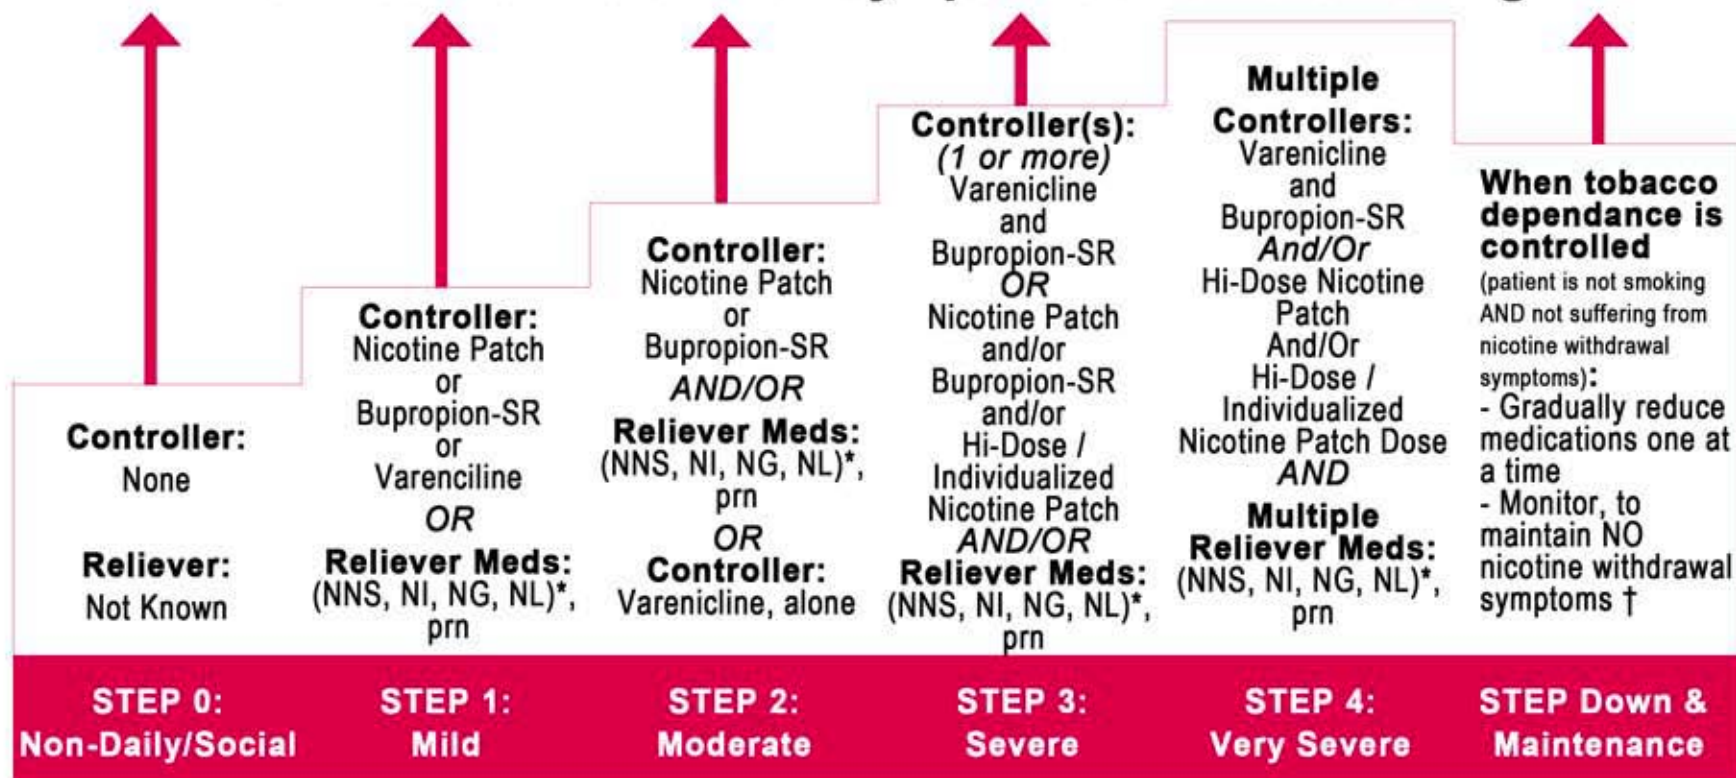 Controller:
None
Reliever:
Not Known
STEP 0:
Non-Daily/Social
Controller:
Nicotine Patch
or
Bupropion-SR
or
Varenciline
OR
Reliever Meds:
(NNS, NI, NG, NL)*,
prn
STEP 1:
Mild
Controller:
Nicotine Patch
or
Bupropion-SR
AND/OR
Reliever Meds:
(NNS, NI, NG, NL)*,
prn
OR
Controller:
Varenicline, alone
STEP 2:
Moderate
Controller(s):
(1 or more)
Varenicline
and
Bupropion-SR
OR
Nicotine Patch
and/or
Bupropion-SR
and/or
Hi-Dose /
Individualized
Nicotine Patch
AND/OR
Reliever Meds:
(NNS, NI, NG, NL)*,
prn
STEP 3:
Severe
Multiple
Controllers:
Varenicline
and
Bupropion-SR
And/Or
Hi-Dose Nicotine
Patch
And/Or
Hi-Dose /
Individualized
Nicotine Patch Dose
AND
Multiple
Reliever Meds:
(NNS, NI, NG, NL)*,
prn
STEP 4:
Very Severe
When tobacco
dependance is
controlled
(patient is not smoking
AND not suffering from
nicotine withdrawal
symptoms):
- Gradually reduce
medications one at
a time
- Monitor, to
maintain NO
nicotine withdrawal
symptoms †
STEP Down &
Maintenance